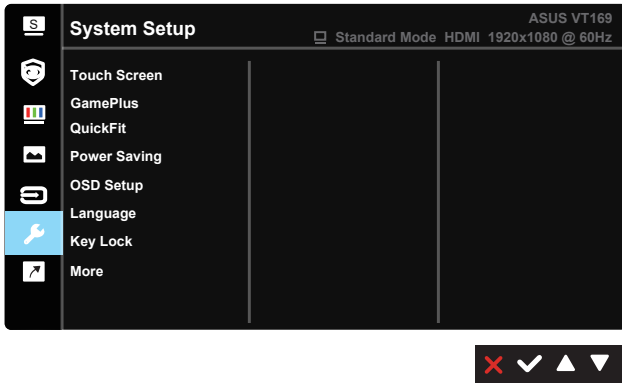 S
System Setup
ASUS VT169
Standard Mode HDMI 1920x1080 @ 60Hz
Touch Screen
GamePlus
QuickFit
Power Saving
OSD Setup
Language
Key Lock
More